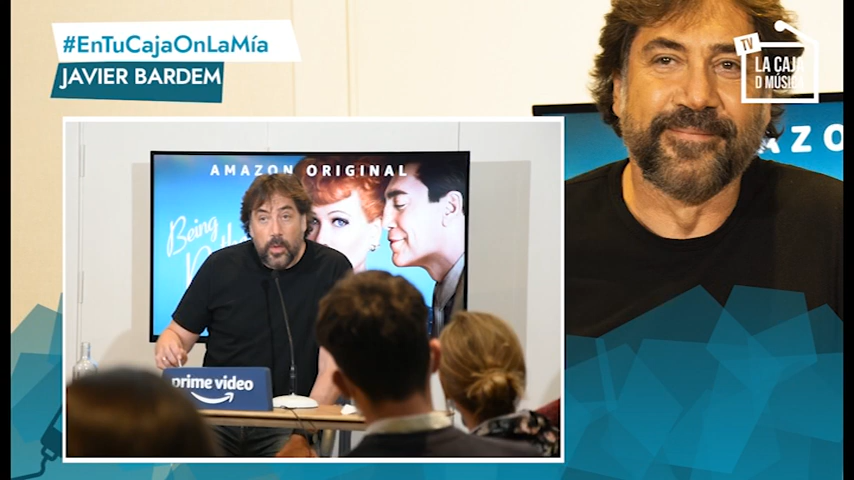 #EnTuCajaOnLaMía
JAVIER BARDEM
TV
LA CAJA
D MÚSICA
AZO
AMAZON ORIGINAL
Being
prime video